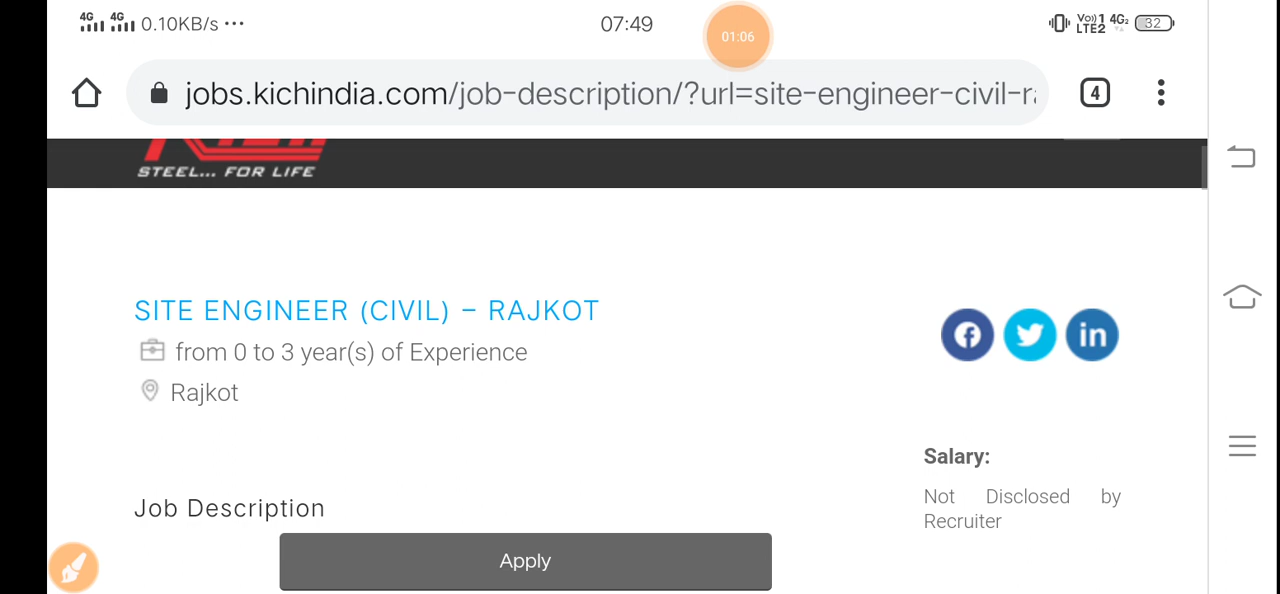 4G 4G 0.10KB/s ···
07:49
01:06
Vo)) 1 4G2
LTE2
32
jobs.kichindia.com/job-description/?url=site-engineer-civil-r
4
STEEL... FOR LIFE
SITE ENGINEER (CIVIL) – RAJKOT
from 0 to 3 year(s) of Experience
Rajkot
Salary:
Not Disclosed by
Recruiter
Job Description
Apply